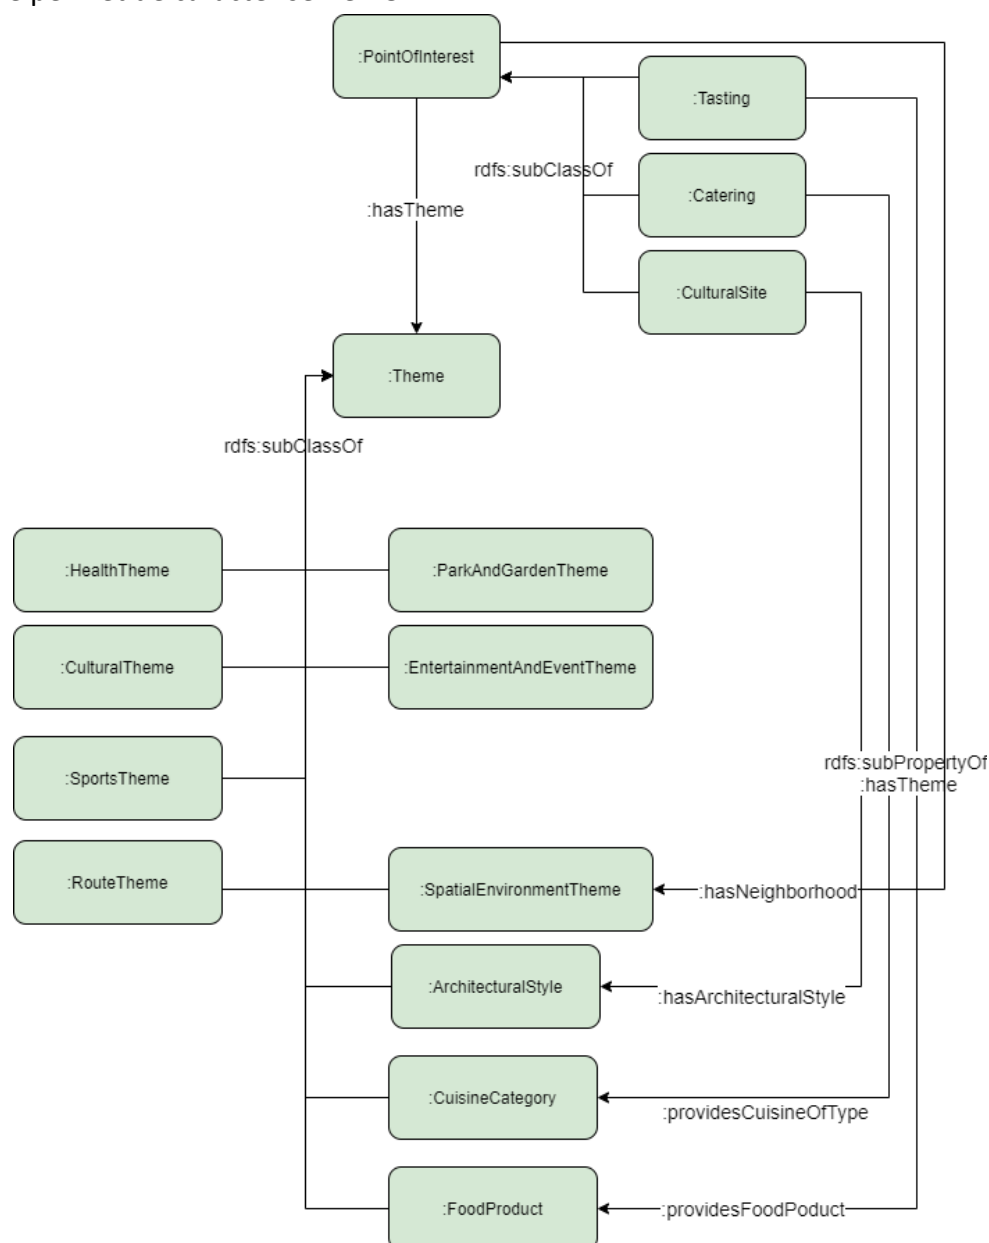 :PointOfInterest
:Tasting
rdfs:subClassOf
:Catering
:hasTheme
:CulturalSite
:Theme
rdfs:subClassOf
:HealthTheme
:ParkAndGardenTheme
:CulturalTheme
:EntertainmentAndEventTheme
rdfs:subPropertyOf
:hasTheme
:SportsTheme
:RouteTheme
:SpatialEnvironmentTheme
:hasNeighborhood
:ArchitecturalStyle
:hasArchitecturalStyle
:CuisineCategory
:providesCuisineOfType
:FoodProduct
:providesFoodPoduct